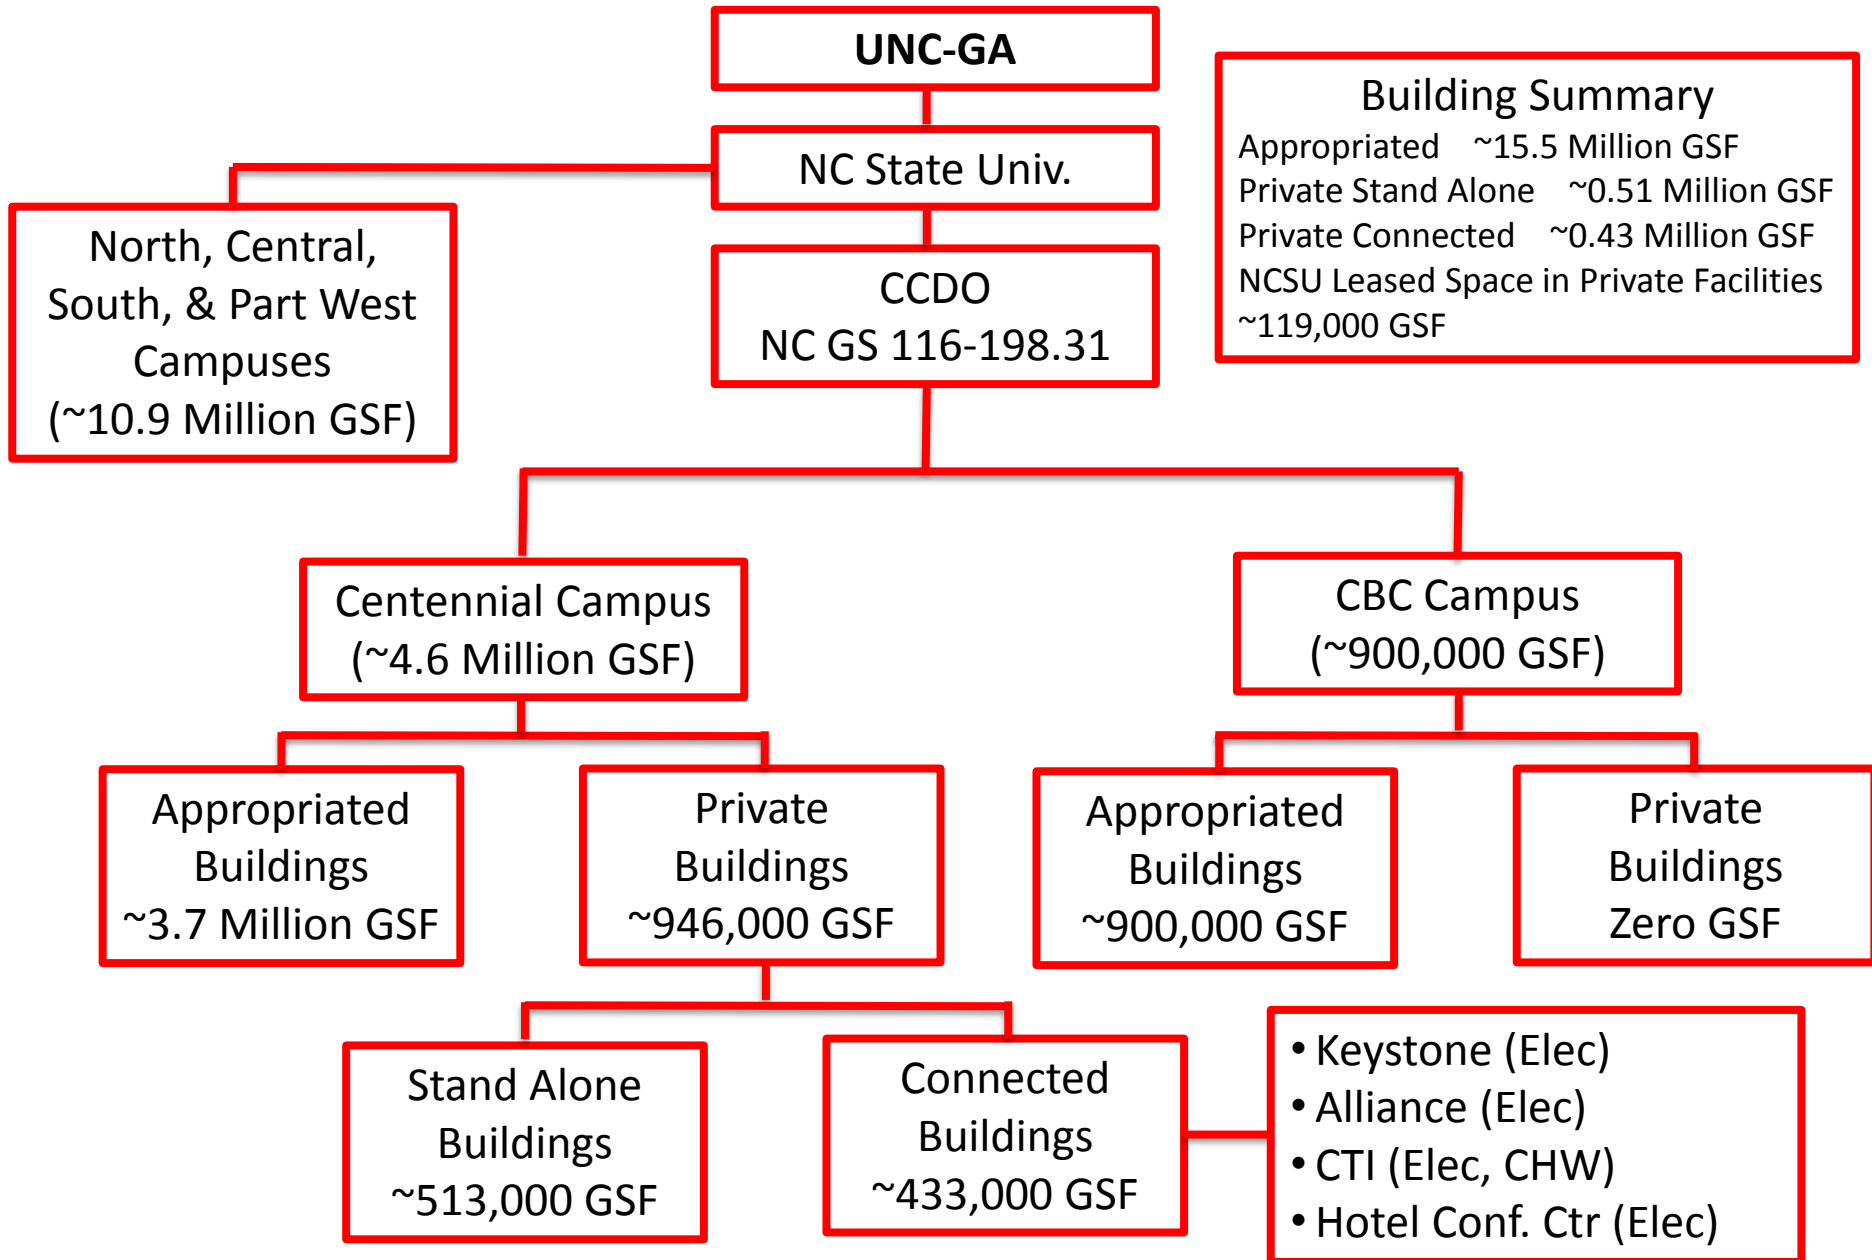 UNC-GA
Building Summary
Appropriated ~15.5 Million GSF
Private Stand Alone ~0.51 Million GSF
Private Connected ~0.43 Million GSF
NCSU Leased Space in Private Facilities
~119,000 GSF
NC State Univ.
North, Central,
South, & Part West
Campuses
(~10.9 Million GSF)
CCDO
NC GS 116-198.31
Centennial Campus
(~4.6 Million GSF)
CBC Campus
(~900,000 GSF)
Appropriated
Buildings
~3.7 Million GSF
Private
Buildings
~946,000 GSF
Appropriated
Buildings
~900,000 GSF
Private
Buildings
Zero GSF
Stand Alone
Buildings
~513,000 GSF
Connected
Buildings
~433,000 GSF
• Keystone (Elec)
• Alliance (Elec)
• CTI (Elec, CHW)
• Hotel Conf. Ctr (Elec)